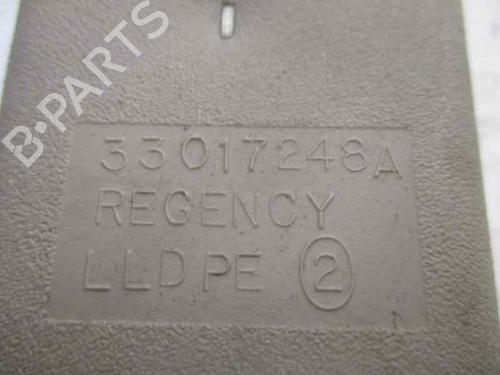 B-PARTS
33017248A
REGENCY
LLDPE 2